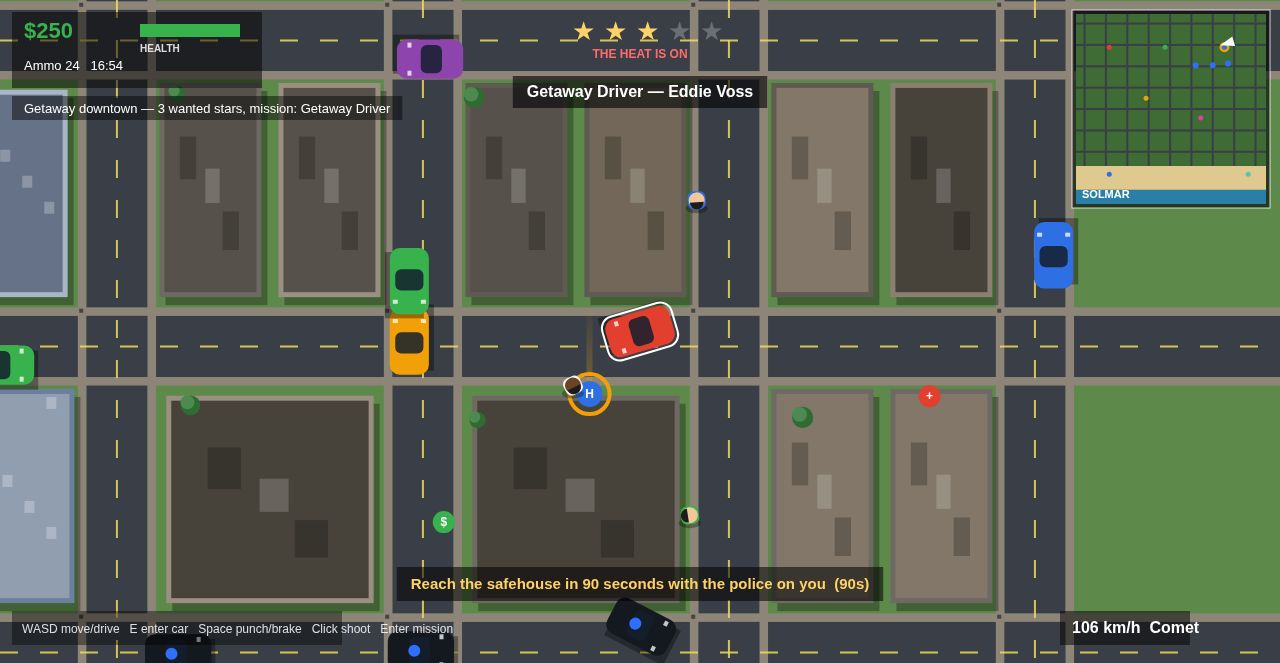 $250
HEALTH
Ammo 24 16:54
Getaway downtown — 3 wanted stars, mission: Getaway Driver
THE HEAT IS ON
Getaway Driver — Eddie Voss
SOLMAR
H
+
$
Reach the safehouse in 90 seconds with the police on you (90s)
WASD move/drive E enter car Space punch/brake Click shoot Enter mission
106 km/h Comet